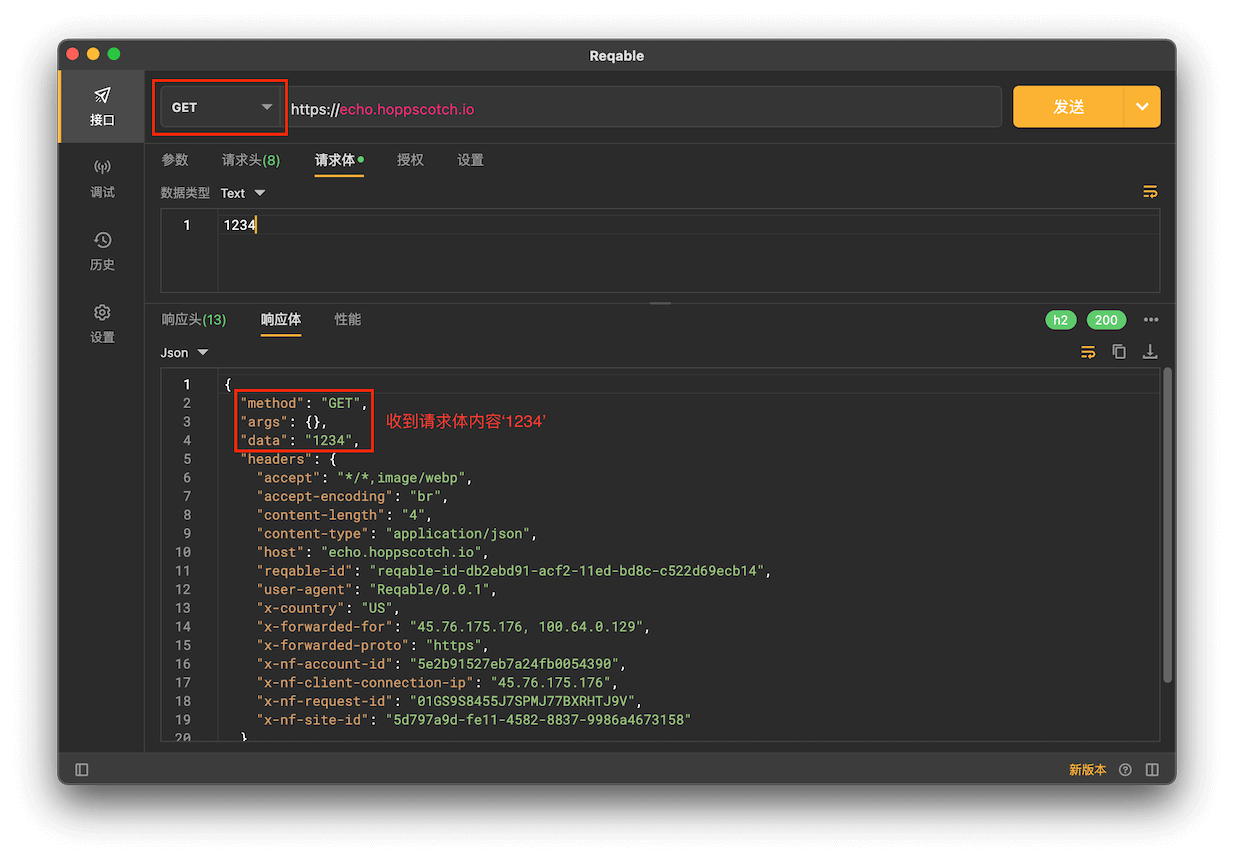 Reqable
接口
调试
历史
设置
GET
https://echo.hoppscotch.io
发送
参数 请求头(8) 请求体 授权 设置
数据类型 Text
1 1234
响应头(13) 响应体 性能
h2 200
Json
1 {
2 "method": "GET",
3 "args": {},
4 "data": "1234",
收到请求体内容‘1234’
5 "headers": {
6 "accept": "*/*,image/webp",
7 "accept-encoding": "br",
8 "content-length": "4",
9 "content-type": "application/json",
10 "host": "echo.hoppscotch.io",
11 "reqable-id": "reqable-id-db2ebd91-acf2-11ed-bd8c-c522d69ecb14",
12 "user-agent": "Reqable/0.0.1",
13 "x-country": "US",
14 "x-forwarded-for": "45.76.175.176, 100.64.0.129",
15 "x-forwarded-proto": "https",
16 "x-nf-account-id": "5e2b91527eb7a24fb0054390",
17 "x-nf-client-connection-ip": "45.76.175.176",
18 "x-nf-request-id": "01GS9S8455J7SPMJ77BXRHTJ9V",
19 "x-nf-site-id": "5d797a9d-fe11-4582-8837-9986a4673158"
20 }
新版本